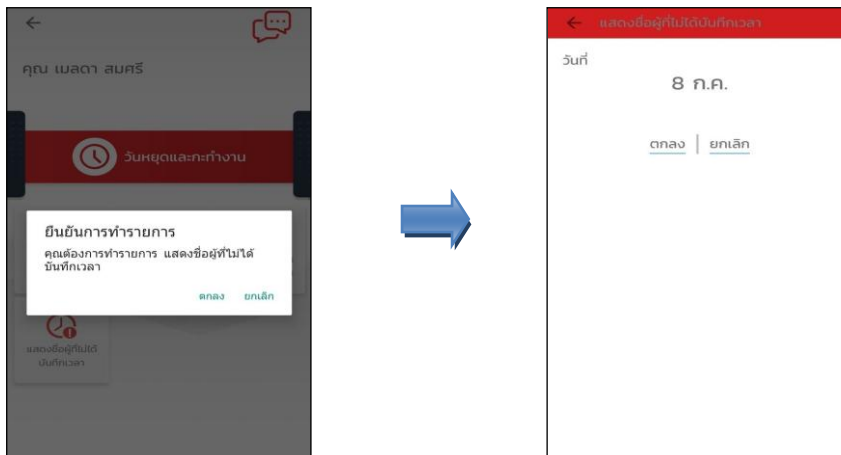 คุณ เมลดา สมศรี
วันหยุดและกะทำงาน
ยืนยันการทำรายการ
คุณต้องการทำรายการ แสดงชื่อผู้ที่ไม่ได้
บันทึกเวลา
ตกลง ยกเลิก
แสดงชื่อผู้ที่ไม่ได้
บันทึกเวลา
แสดงชื่อผู้ที่ไม่ได้บันทึกเวลา
วันที่
8 ก.ค.
ตกลง | ยกเลิก